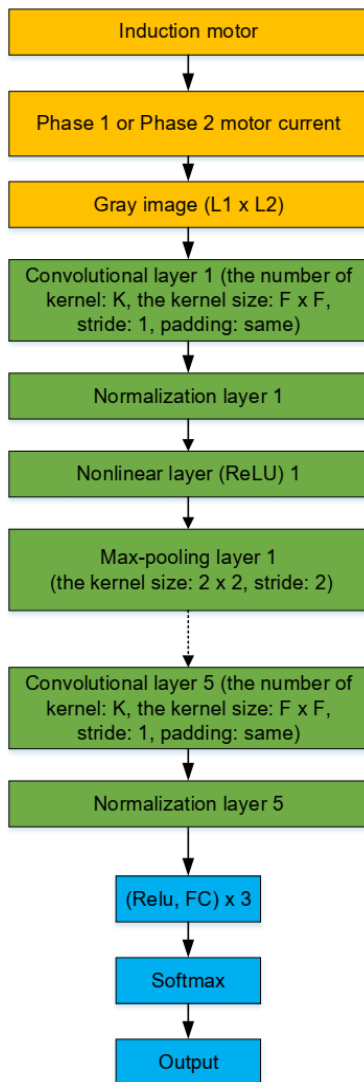 Induction motor
Phase 1 or Phase 2 motor current
Gray image (L1 x L2)
Convolutional layer 1 (the number of
kernel: K, the kernel size: F x F,
stride: 1, padding: same)
Normalization layer 1
Nonlinear layer (ReLU) 1
Max-pooling layer 1
(the kernel size: 2 x 2, stride: 2)
Convolutional layer 5 (the number of
kernel: K, the kernel size: F x F,
stride: 1, padding: same)
Normalization layer 5
(Relu, FC) x 3
Softmax
Output